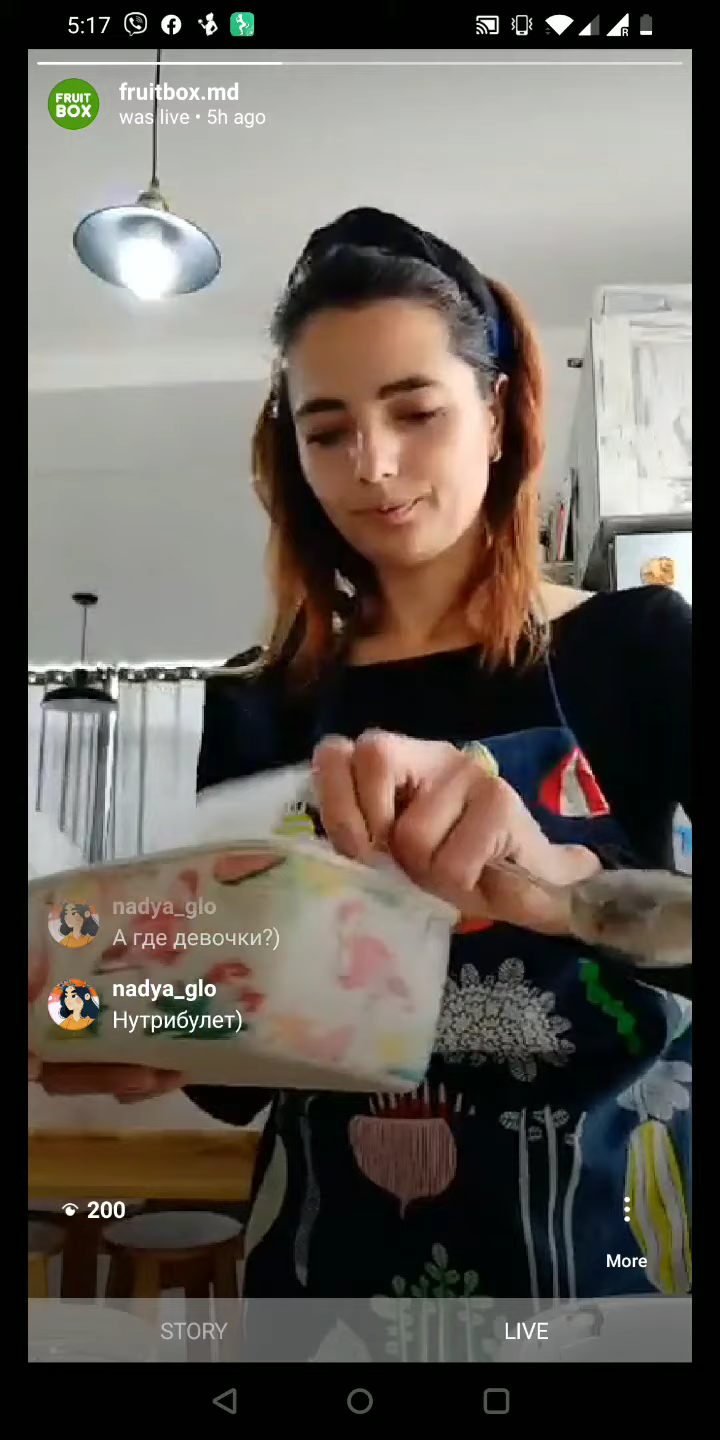 5:17
R
FRUIT
BOX
fruitbox.md
was live • 5h ago
nadya_glo
А где девочки?)
nadya_glo
Нутрибулет)
200
More
STORY
LIVE